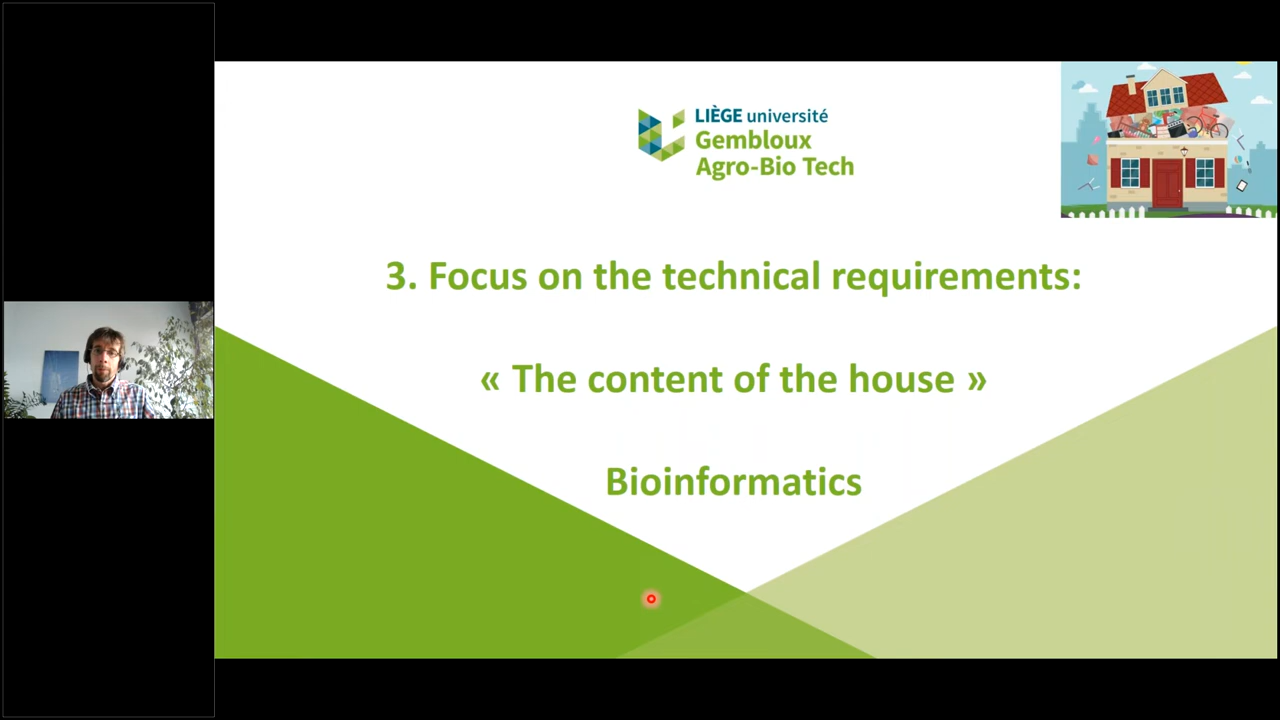 LIÈGE université
Gembloux
Agro-Bio Tech
3. Focus on the technical requirements:
« The content of the house »
Bioinformatics